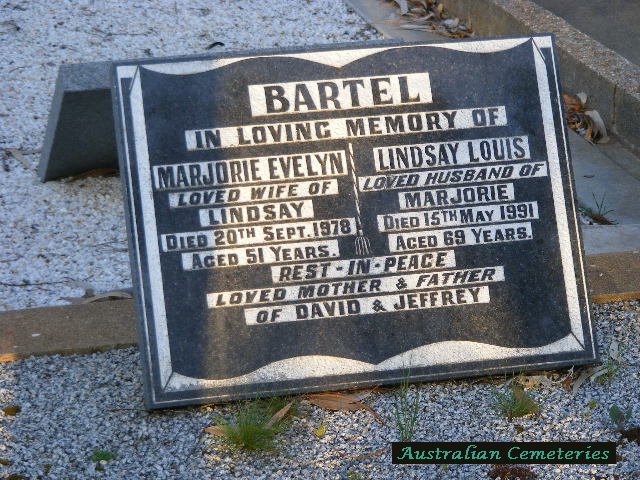 BARTEL
IN LOVING MEMORY OF
MARJORIE EVELYN
LOVED WIFE OF
LINDSAY
DIED 20TH SEPT. 1978
AGED 51 YEARS.
LINDSAY LOUIS
LOVED HUSBAND OF
MARJORIE
DIED 15TH MAY 1991
AGED 69 YEARS.
REST-IN-PEACE
LOVED MOTHER & FATHER
OF DAVID & JEFFREY
Australian Cemeteries